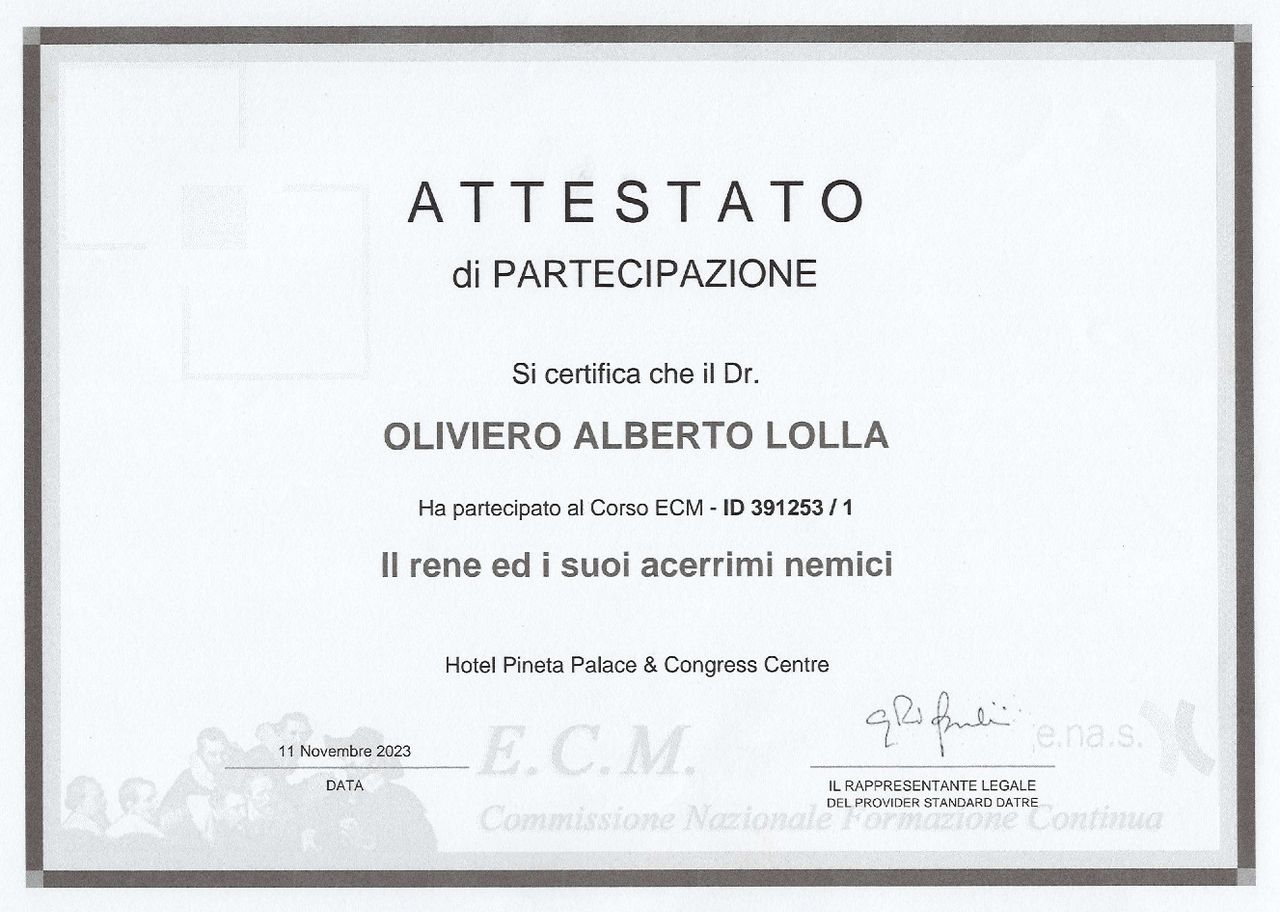 ATTESTATO
di PARTECIPAZIONE
Si certifica che il Dr.
OLIVIERO ALBERTO LOLLA
Ha partecipato al Corso ECM - ID 391253 / 1
Il rene ed i suoi acerrimi nemici
Hotel Pineta Palace & Congress Centre
11 Novembre 2023
DATA
E.C.M.
e.na.s.
IL RAPPRESENTANTE LEGALE
DEL PROVIDER STANDARD DATRE
Commissione Nazionale Formazione Continua